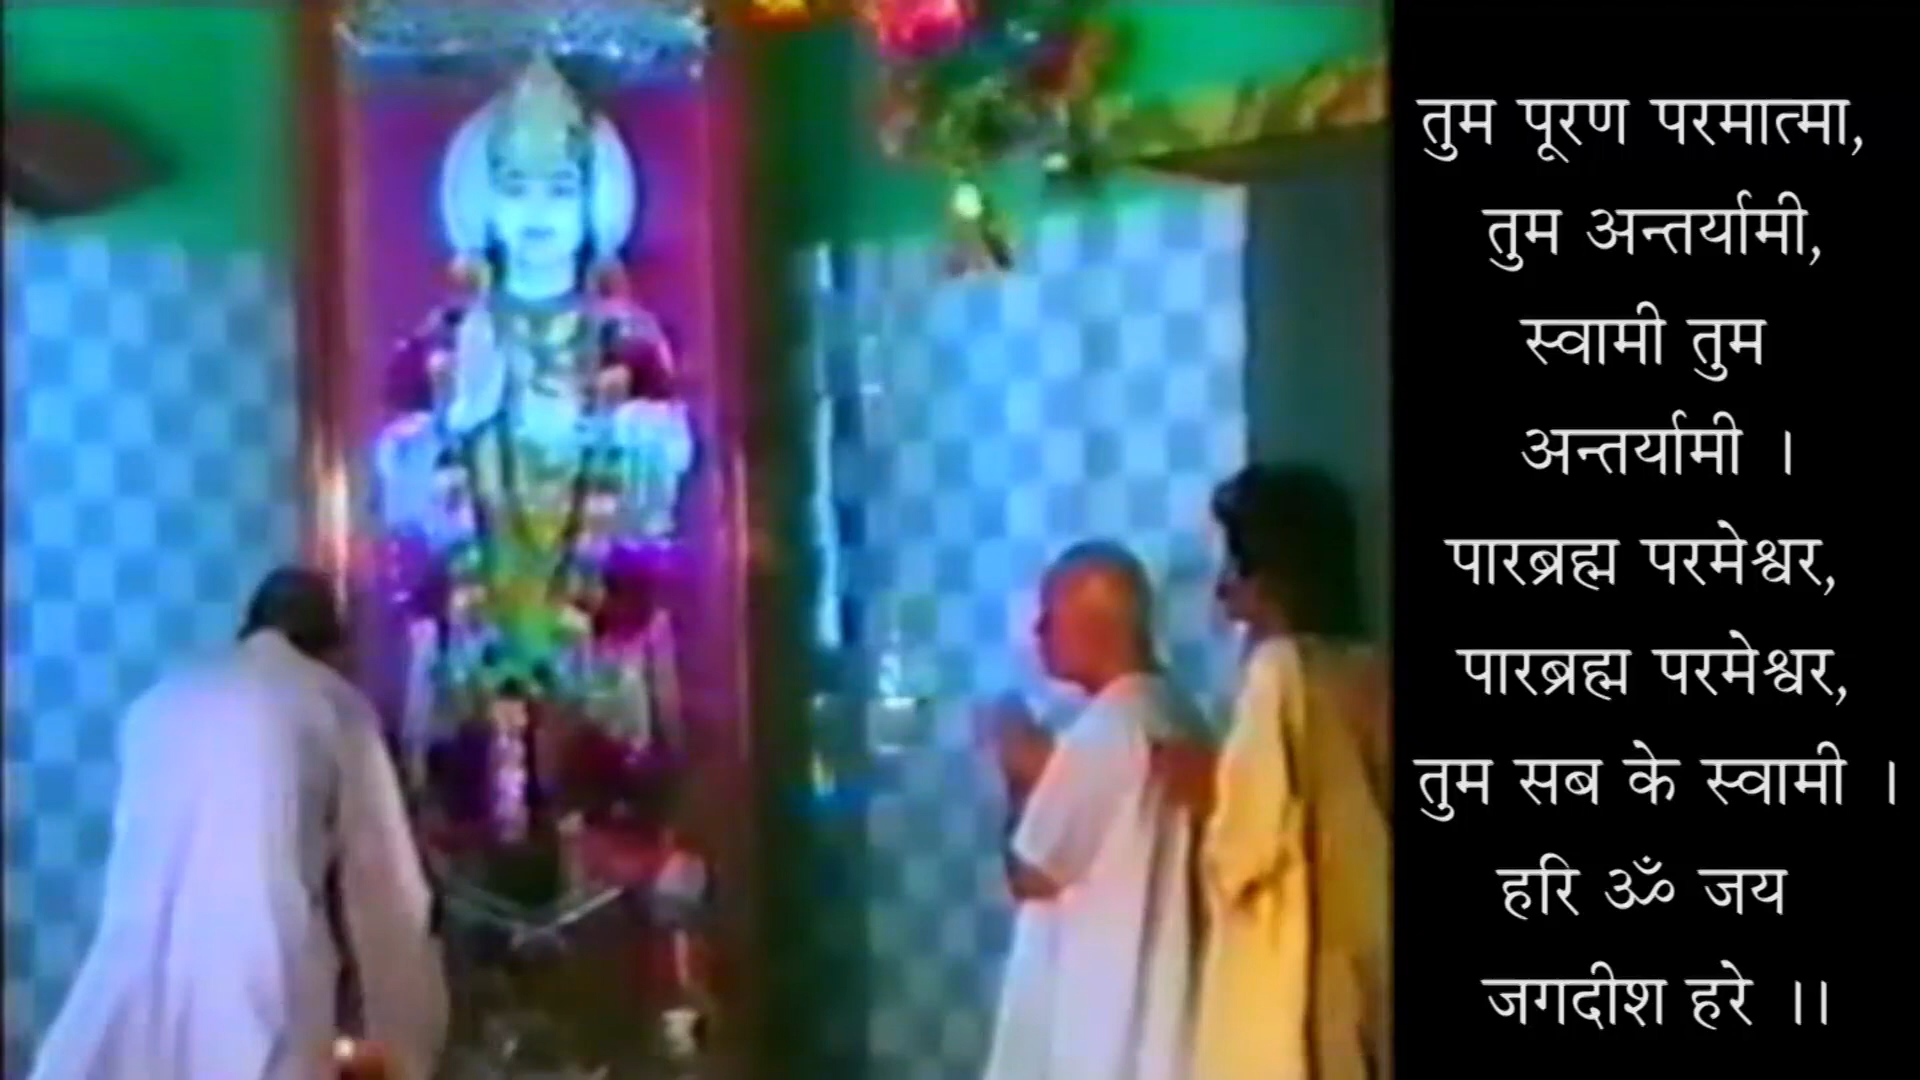 तुम पूरण परमात्मा,
तुम अन्तर्यामी,
स्वामी तुम
अन्तर्यामी ।
पारब्रह्म परमेश्वर,
पारब्रह्म परमेश्वर,
तुम सब के स्वामी ।
हरि ॐ जय
जगदीश हरे ।।